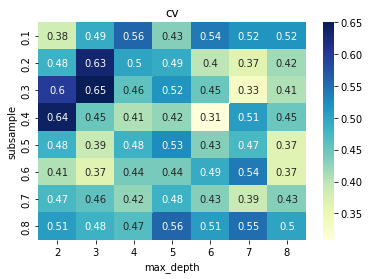 cv
0.1 0.38 0.49 0.56 0.43 0.54 0.52 0.52 0.65
0.2 0.48 0.63 0.5 0.49 0.4 0.37 0.42 0.60
0.3 0.6 0.65 0.46 0.52 0.45 0.33 0.41 0.55
0.4 0.64 0.45 0.41 0.42 0.31 0.51 0.45 0.50
subsample
0.5 0.48 0.39 0.48 0.53 0.43 0.47 0.37 0.45
0.6 0.41 0.37 0.44 0.44 0.49 0.54 0.37 0.40
0.7 0.47 0.46 0.42 0.48 0.43 0.39 0.43 0.35
0.8 0.51 0.48 0.47 0.56 0.51 0.55 0.5
2 3 4 5 6 7 8
max_depth